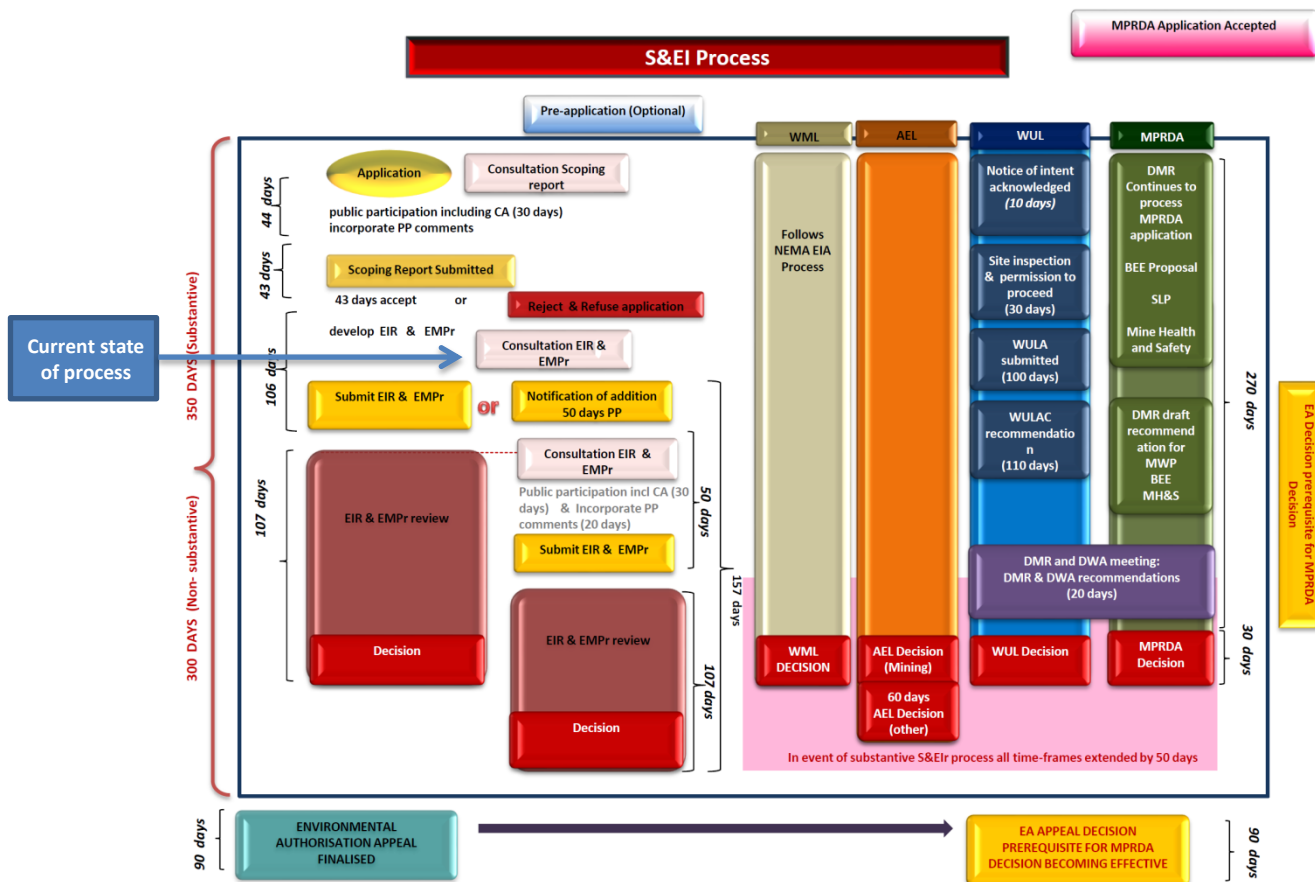 MPRDA Application Accepted
S&EI Process
Pre-application (Optional)
WML
AEL
WUL
MPRDA
350 DAYS (Substantive)
300 DAYS (Non- substantive)
44 days
Application
Consultation Scoping
report
public participation including CA (30 days)
incorporate PP comments
43 days
Scoping Report Submitted
43 days accept or
Reject & Refuse application
Current state
of process
106 days
develop EIR & EMPr
Consultation EIR &
EMPr
Submit EIR & EMPr
or
Notification of addition
50 days PP
107 days
EIR & EMPr review
Decision
Consultation EIR &
EMPr
Public participation incl CA (30
days) & Incorporate PP
comments (20 days)
Submit EIR & EMPr
50 days
157 days
EIR & EMPr review
Decision
107 days
Follows
NEMA EIA
Process
WML
DECISION
AEL Decision
(Mining)
60 days
AEL Decision
(other)
Notice of intent
acknowledged
(10 days)
Site inspection
& permission to
proceed
(30 days)
WULA
submitted
(100 days)
WULAC
recommendatio
n
(110 days)
DMR
Continues to
process
MPRDA
application
BEE Proposal
SLP
Mine Health
and Safety
DMR draft
recommend
ation for
MWP
BEE
MH&S
DMR and DWA meeting:
DMR & DWA recommendations
(20 days)
WUL Decision
MPRDA
Decision
270 days
30 days
EA Decision prerequisite for MPRDA
Decision
In event of substantive S&EIr process all time-frames extended by 50 days
90 days
ENVIRONMENTAL
AUTHORISATION APPEAL
FINALISED
EA APPEAL DECISION
PREREQUISITE FOR MPRDA
DECISION BECOMING EFFECTIVE
90 days